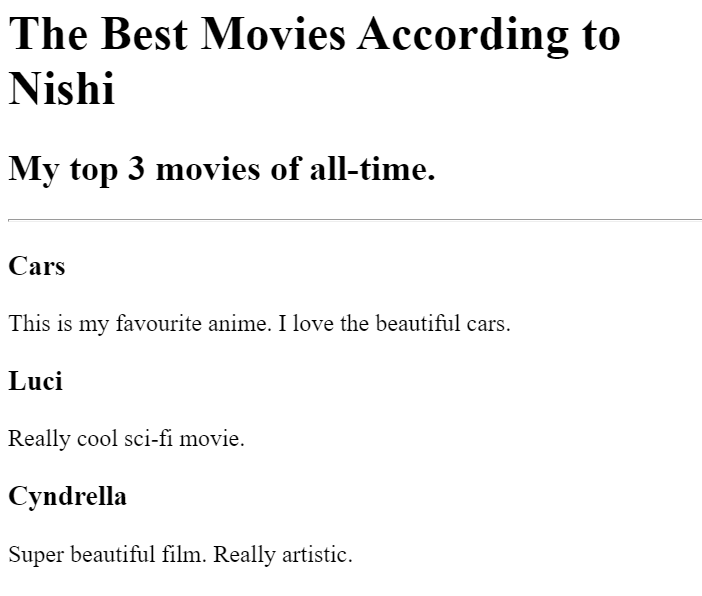 The Best Movies According to
Nishi
My top 3 movies of all-time.
Cars
This is my favourite anime. I love the beautiful cars.
Luci
Really cool sci-fi movie.
Cyndrella
Super beautiful film. Really artistic.